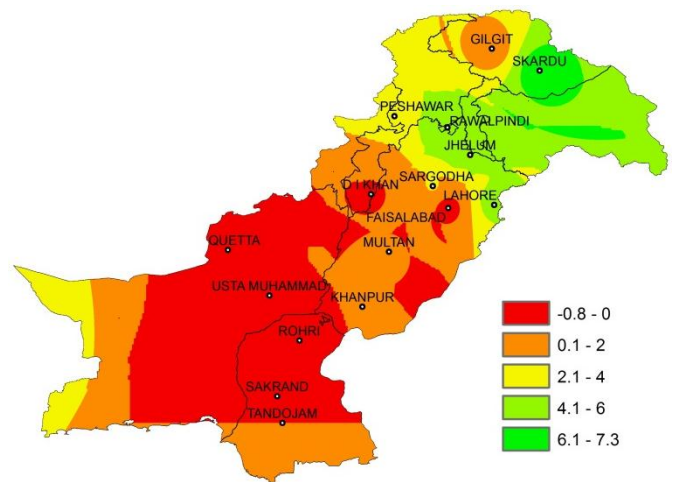 GILGIT
SKARDU
PESHAWAR
RAWALPINDI
JHELUM
SARGODHA
D I KHAN
LAHORE
FAISALABAD
QUETTA
MULTAN
USTA MUHAMMAD
KHANPUR
ROHRI
SAKRAND
TANDOJAM
-0.8 - 0
0.1 - 2
2.1 - 4
4.1 - 6
6.1 - 7.3